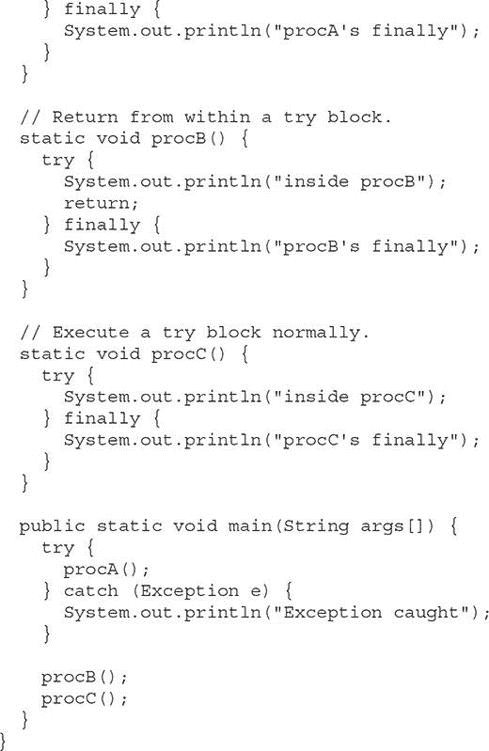 } finally {
      System.out.println("procA's finally");
    }
  }

  // Return from within a try block.
  static void procB() {
    try {
      System.out.println("inside procB");
      return;
    } finally {
      System.out.println("procB's finally");
    }
  }

  // Execute a try block normally.
  static void procC() {
    try {
      System.out.println("inside procC");
    } finally {
      System.out.println("procC's finally");
    }
  }

  public static void main(String args[]) {
    try {
      procA();
    } catch (Exception e) {
      System.out.println("Exception caught");
    }

    procB();
    procC();
  }
}